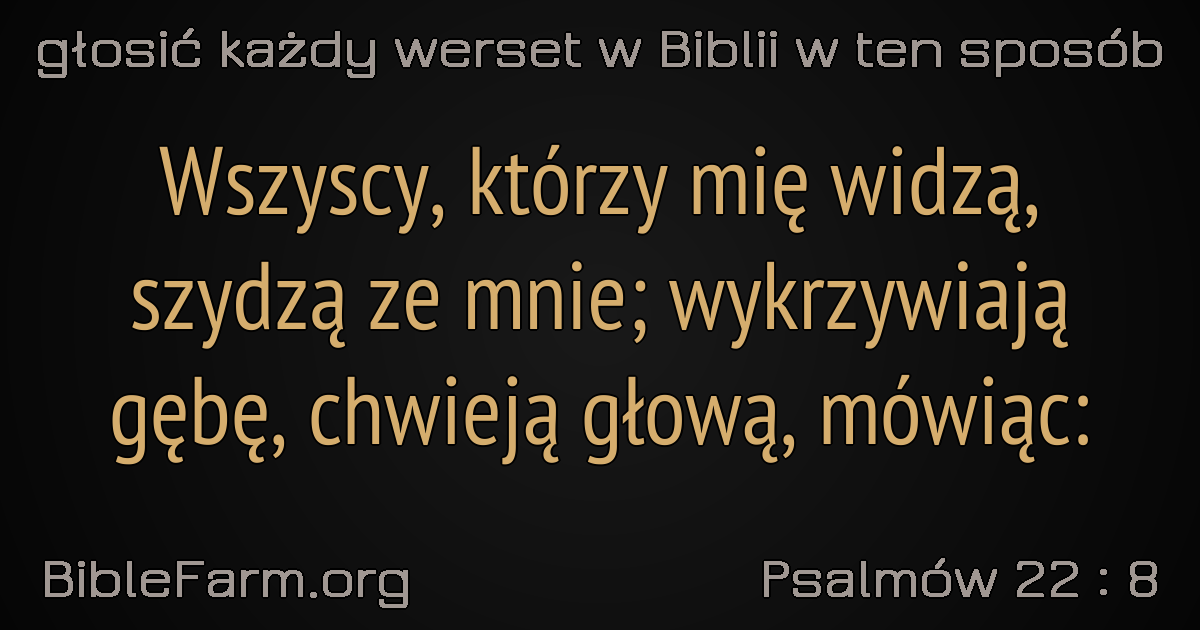 głosić każdy werset w Biblii w ten sposób
Wszyscy, którzy mię widzą,
szydzą ze mnie; wykrzywiają
gębę, chwieją głową, mówiąc:
BibleFarm.org
Psalmów 22 : 8